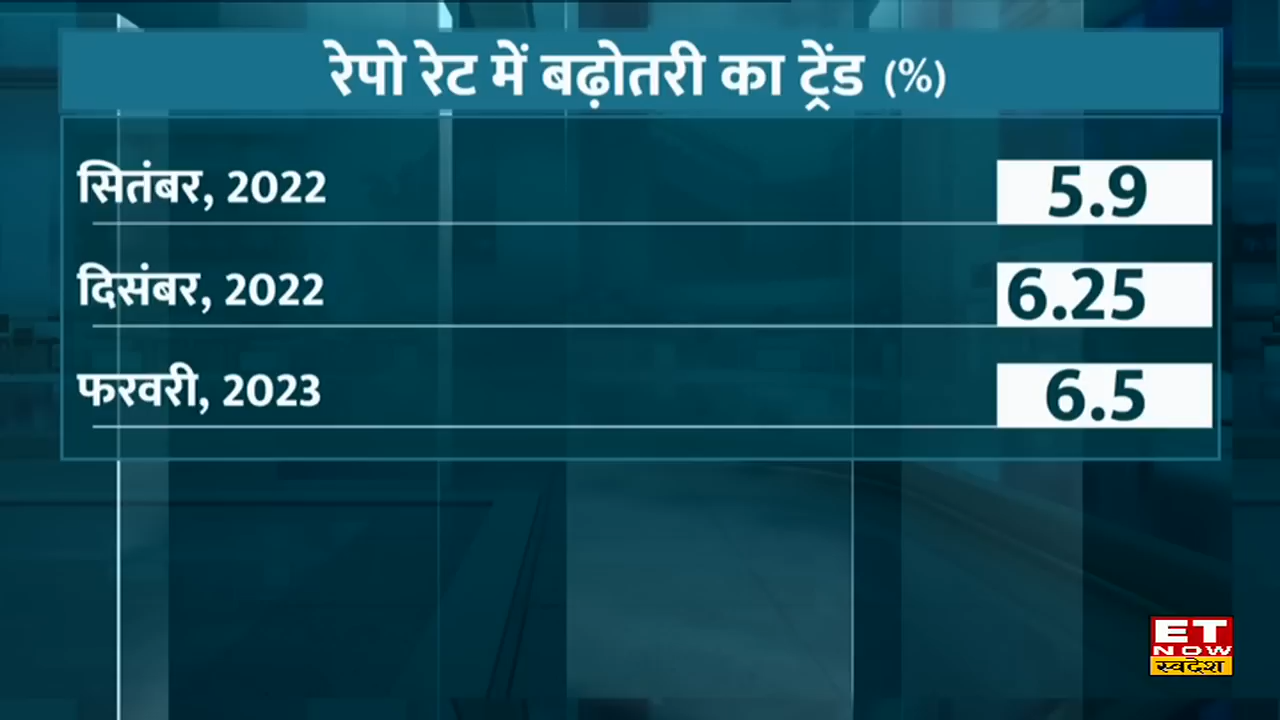 रेपो रेट में बढ़ोतरी का ट्रेंड (%)
सितंबर, 2022 5.9
दिसंबर, 2022 6.25
फरवरी, 2023 6.5
ET
NOW
स्वदेश